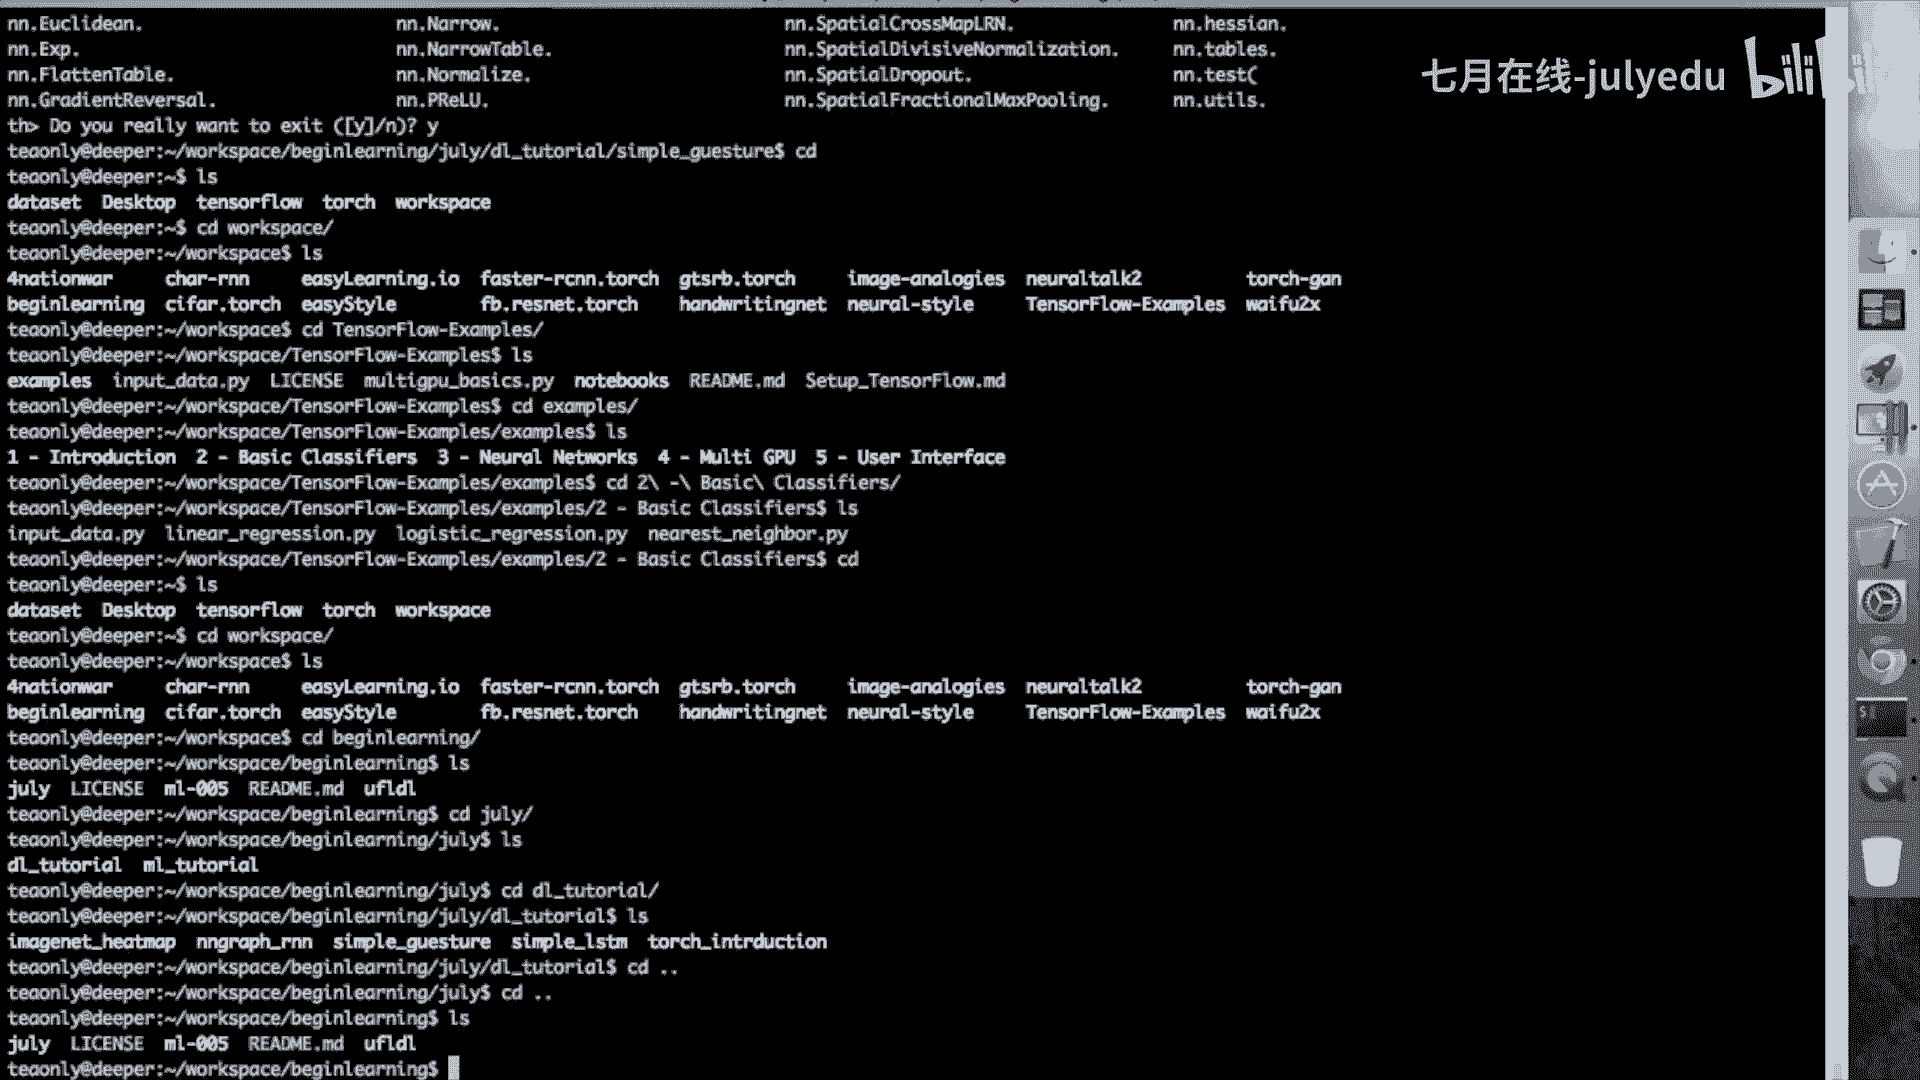 nn.Euclidean. nn.Narrow. nn.SpatialCrossMapLRN. nn.hessian.
nn.Exp. nn.NarrowTable. nn.SpatialDivisiveNormalization. nn.tables.
nn.FlattenTable. nn.Normalize. nn.SpatialDropout. nn.test(
nn.GradientReversal. nn.PReLU. nn.SpatialFractionalMaxPooling. nn.utils.
七月在线-julyedu bilibili
th> Do you really want to exit ([y]/n)? y
teaonly@deeper:~/workspace/beginlearning/july/dl_tutorial/simple_guesture$ cd
teaonly@deeper:~$ ls
dataset Desktop tensorflow torch workspace
teaonly@deeper:~$ cd workspace/
teaonly@deeper:~/workspace$ ls
4nationwar char-rnn easyLearning.io faster-rcnn.torch gtsrb.torch image-analogies neuraltalk2 torch-gan
beginlearning cifar.torch easyStyle fb.resnet.torch handwritingnet neural-style TensorFlow-Examples waifu2x
teaonly@deeper:~/workspace$ cd TensorFlow-Examples/
teaonly@deeper:~/workspace/TensorFlow-Examples$ ls
examples input_data.py LICENSE multigpu_basics.py notebooks README.md Setup_TensorFlow.md
teaonly@deeper:~/workspace/TensorFlow-Examples$ cd examples/
teaonly@deeper:~/workspace/TensorFlow-Examples/examples$ ls
1 - Introduction 2 - Basic Classifiers 3 - Neural Networks 4 - Multi GPU 5 - User Interface
teaonly@deeper:~/workspace/TensorFlow-Examples/examples$ cd 2\ -\ Basic\ Classifiers/
teaonly@deeper:~/workspace/TensorFlow-Examples/examples/2 - Basic Classifiers$ ls
input_data.py linear_regression.py logistic_regression.py nearest_neighbor.py
teaonly@deeper:~/workspace/TensorFlow-Examples/examples/2 - Basic Classifiers$ cd
teaonly@deeper:~$ ls
dataset Desktop tensorflow torch workspace
teaonly@deeper:~$ cd workspace/
teaonly@deeper:~/workspace$ ls
4nationwar char-rnn easyLearning.io faster-rcnn.torch gtsrb.torch image-analogies neuraltalk2 torch-gan
beginlearning cifar.torch easyStyle fb.resnet.torch handwritingnet neural-style TensorFlow-Examples waifu2x
teaonly@deeper:~/workspace$ cd beginlearning/
teaonly@deeper:~/workspace/beginlearning$ ls
july LICENSE ml-005 README.md ufldl
teaonly@deeper:~/workspace/beginlearning$ cd july/
teaonly@deeper:~/workspace/beginlearning/july$ ls
dl_tutorial ml_tutorial
teaonly@deeper:~/workspace/beginlearning/july$ cd dl_tutorial/
teaonly@deeper:~/workspace/beginlearning/july/dl_tutorial$ ls
imagenet_heatmap nngraph_rnn simple_guesture simple_lstm torch_intrduction
teaonly@deeper:~/workspace/beginlearning/july/dl_tutorial$ cd ..
teaonly@deeper:~/workspace/beginlearning/july$ cd ..
teaonly@deeper:~/workspace/beginlearning$ ls
july LICENSE ml-005 README.md ufldl
teaonly@deeper:~/workspace/beginlearning$